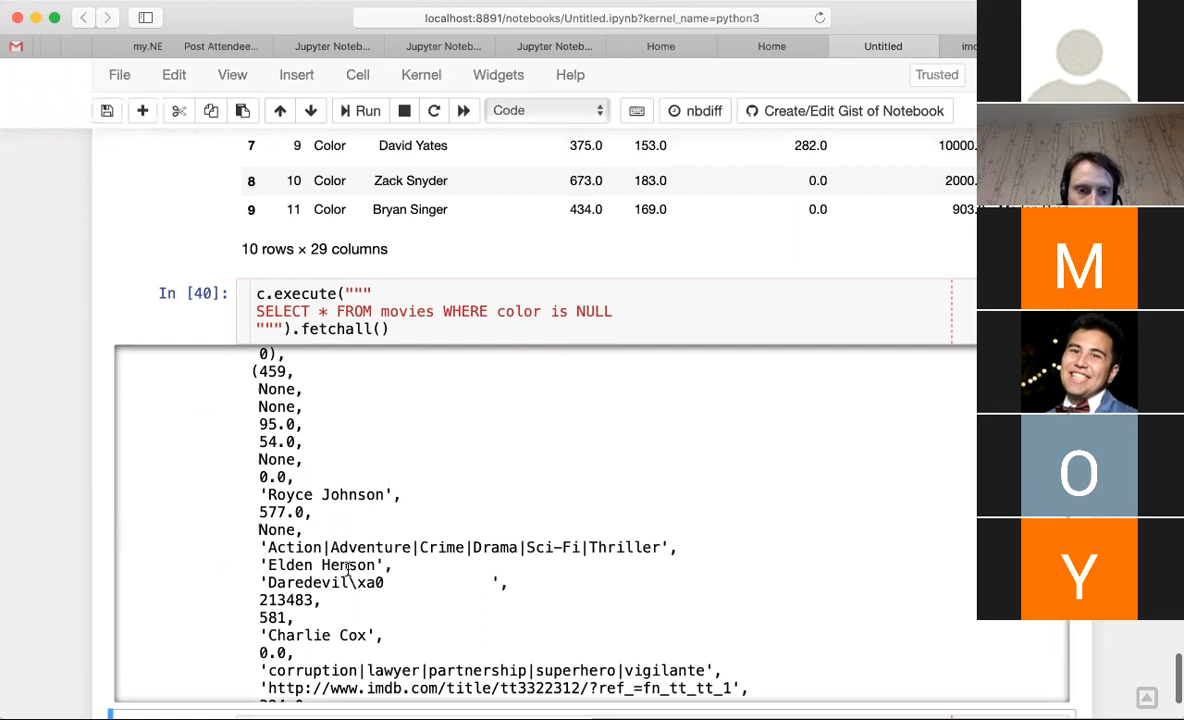 localhost:8891/notebooks/Untitled.ipynb?kernel_name=python3
my.NE Post Attendee... Jupyter Noteb... Jupyter Noteb... Jupyter Noteb... Home Home Untitled
File Edit View Insert Cell Kernel Widgets Help Trusted
Run Code nbdiff Create/Edit Gist of Notebook
7 9 Color David Yates 375.0 153.0 282.0 10000.
8 10 Color Zack Snyder 673.0 183.0 0.0 2000.
9 11 Color Bryan Singer 434.0 169.0 0.0 903.
10 rows × 29 columns
In [40]: c.execute("""
SELECT * FROM movies WHERE color is NULL
""").fetchall()
0),
(459,
None,
None,
95.0,
54.0,
None,
0.0,
'Royce Johnson',
577.0,
None,
'Action|Adventure|Crime|Drama|Sci-Fi|Thriller',
'Elden Henson',
'Daredevil\xa0            ',
213483,
581,
'Charlie Cox',
0.0,
'corruption|lawyer|partnership|superhero|vigilante',
'http://www.imdb.com/title/tt3322312/?ref_=fn_tt_tt_1',
M
O
Y